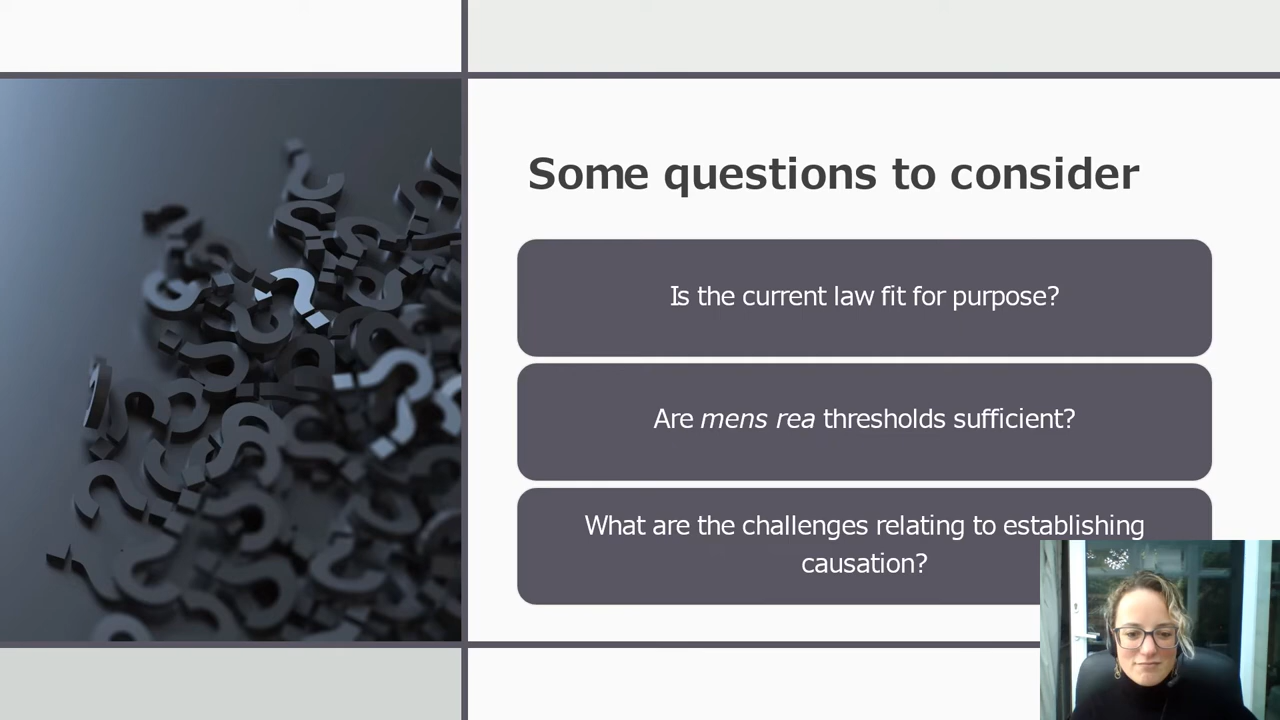 Some questions to consider
Is the current law fit for purpose?
Are mens rea thresholds sufficient?
What are the challenges relating to establishing
causation?